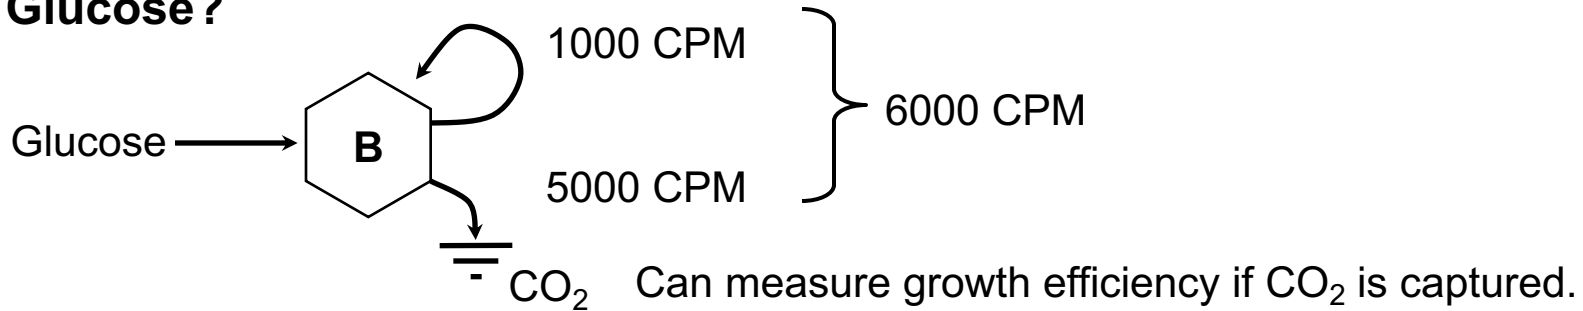 Glucose?
1000 CPM
6000 CPM
Glucose
B
5000 CPM
CO₂
Can measure growth efficiency if CO₂ is captured.